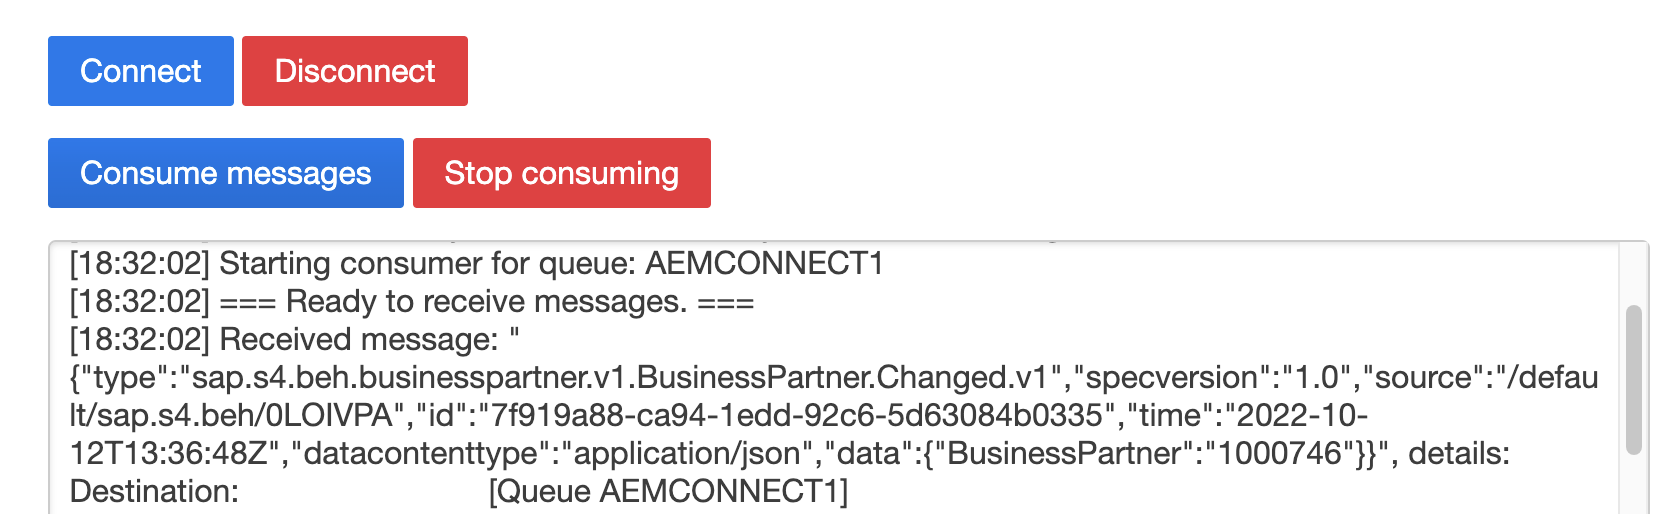 Connect Disconnect
Consume messages Stop consuming
[18:32:02] Starting consumer for queue: AEMCONNECT1
[18:32:02] === Ready to receive messages. ===
[18:32:02] Received message: "
{"type":"sap.s4.beh.businesspartner.v1.BusinessPartner.Changed.v1","specversion":"1.0","source":"/defau
lt/sap.s4.beh/0LOIVPA","id":"7f919a88-ca94-1edd-92c6-5d63084b0335","time":"2022-10-
12T13:36:48Z","datacontenttype":"application/json","data":{"BusinessPartner":"1000746"}}", details:
Destination: [Queue AEMCONNECT1]